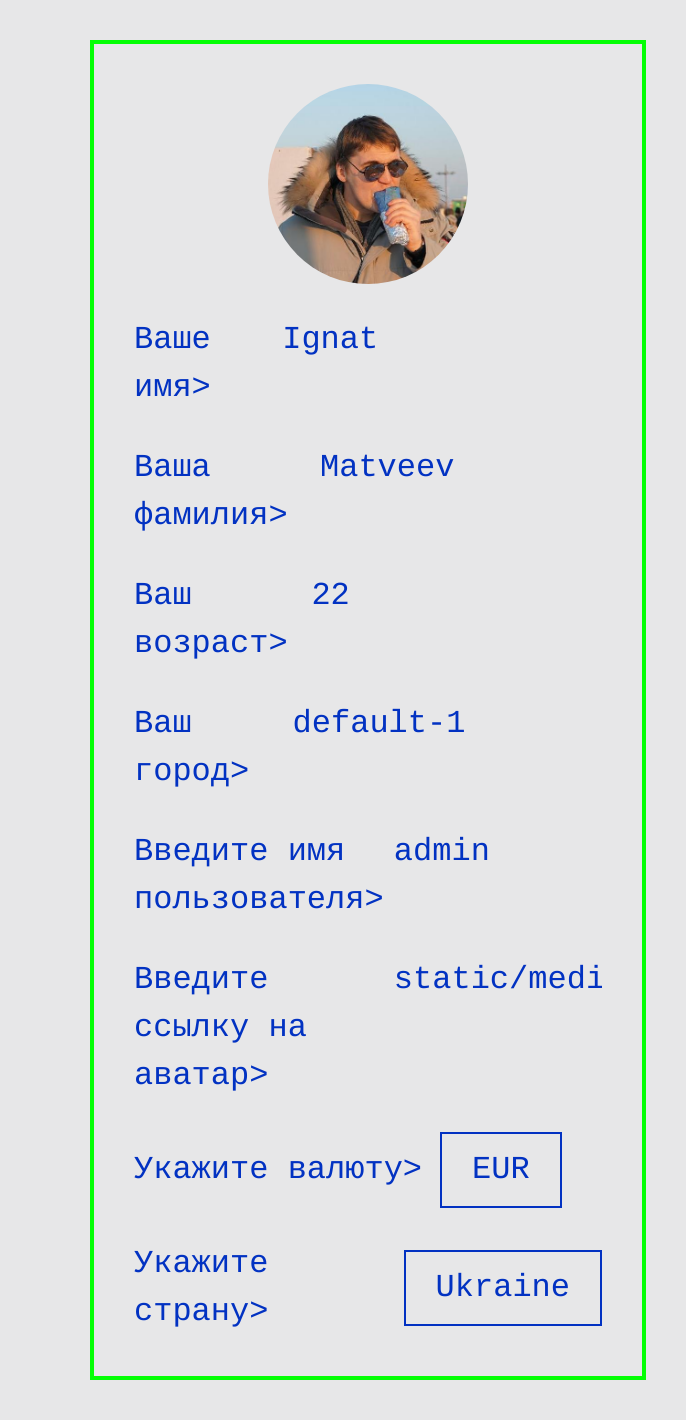 Ваше Ignat
имя>
Ваша Matveev
фамилия>
Ваш 22
возраст>
Ваш default-1
город>
Введите имя admin
пользователя>
Введите static/medi
ссылку на
аватар>
Укажите валюту> EUR
Укажите Ukraine
страну>